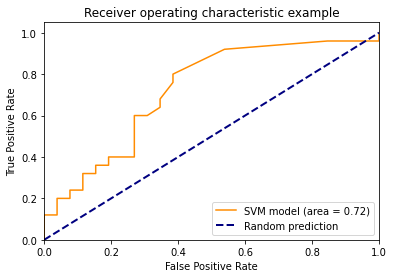 Receiver operating characteristic example
True Positive Rate
1.0
0.8
0.6
0.4
0.2
0.0
SVM model (area = 0.72)
Random prediction
0.0 0.2 0.4 0.6 0.8 1.0
False Positive Rate